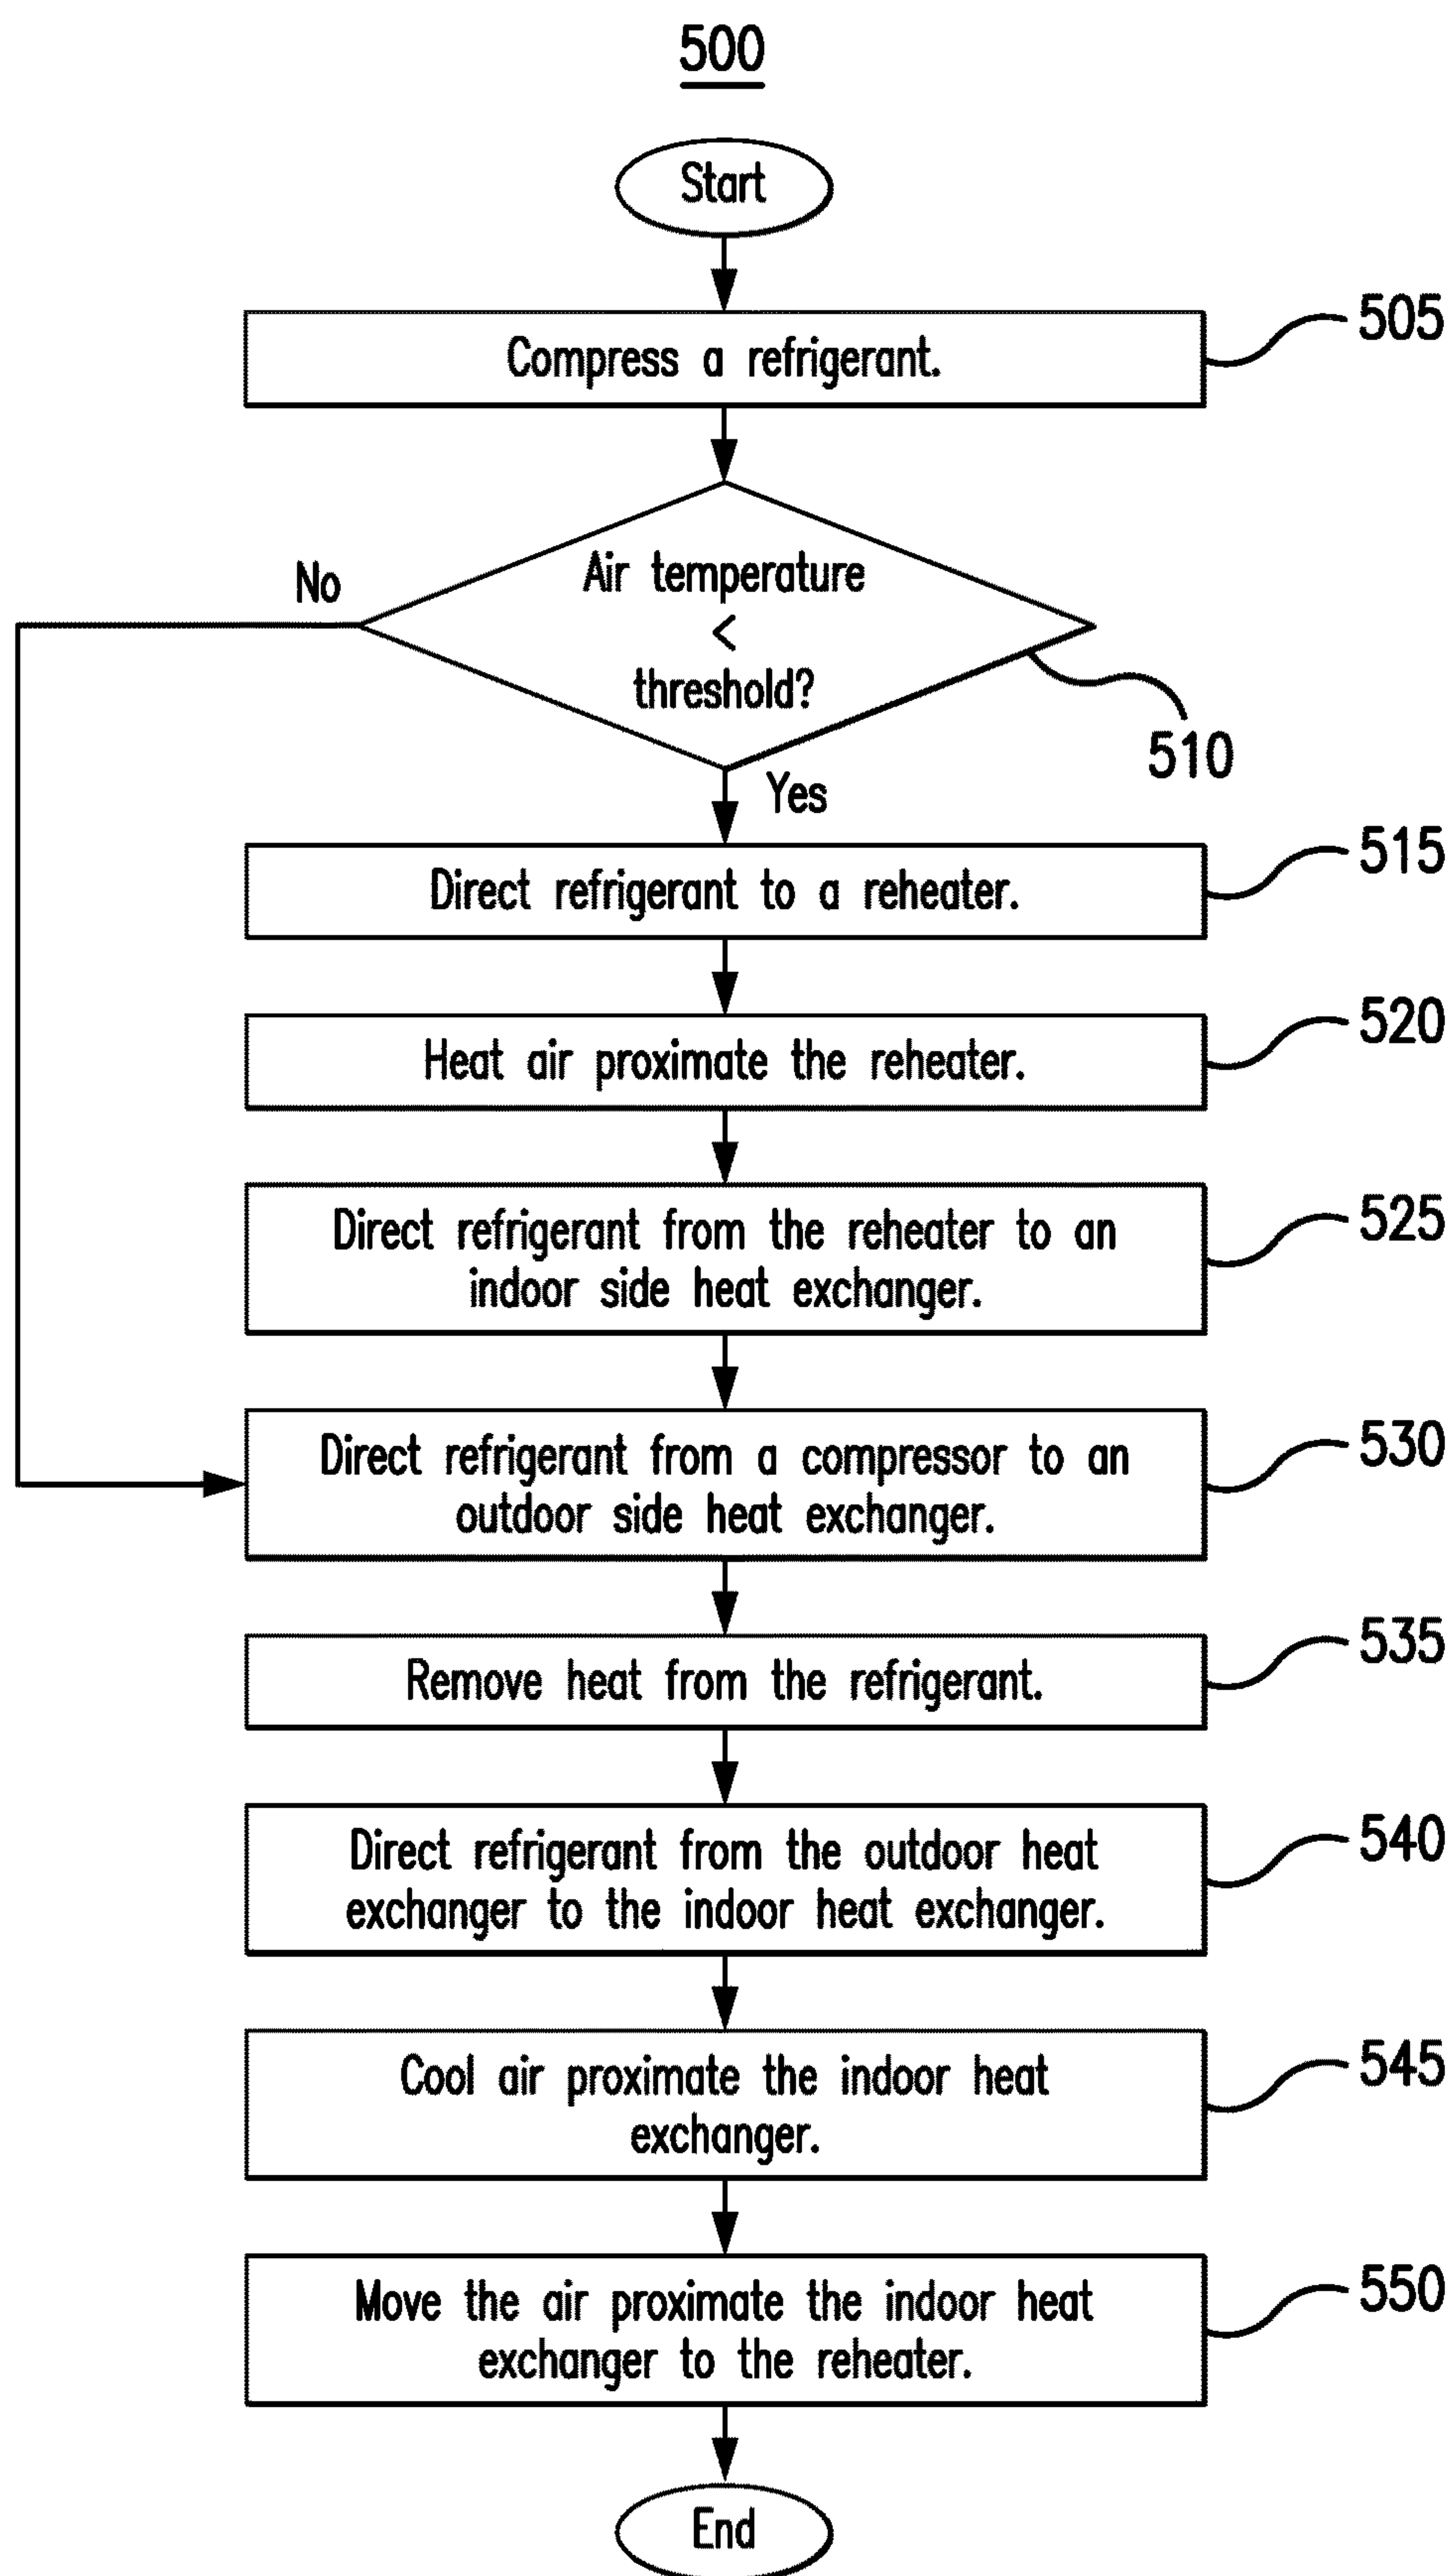 500
Start
Compress a refrigerant.
505
Air temperature
<
threshold?
No
510
Yes
Direct refrigerant to a reheater.
515
Heat air proximate the reheater.
520
Direct refrigerant from the reheater to an
indoor side heat exchanger.
525
Direct refrigerant from a compressor to an
outdoor side heat exchanger.
530
Remove heat from the refrigerant.
535
Direct refrigerant from the outdoor heat
exchanger to the indoor heat exchanger.
540
Cool air proximate the indoor heat
exchanger.
545
Move the air proximate the indoor heat
exchanger to the reheater.
550
End